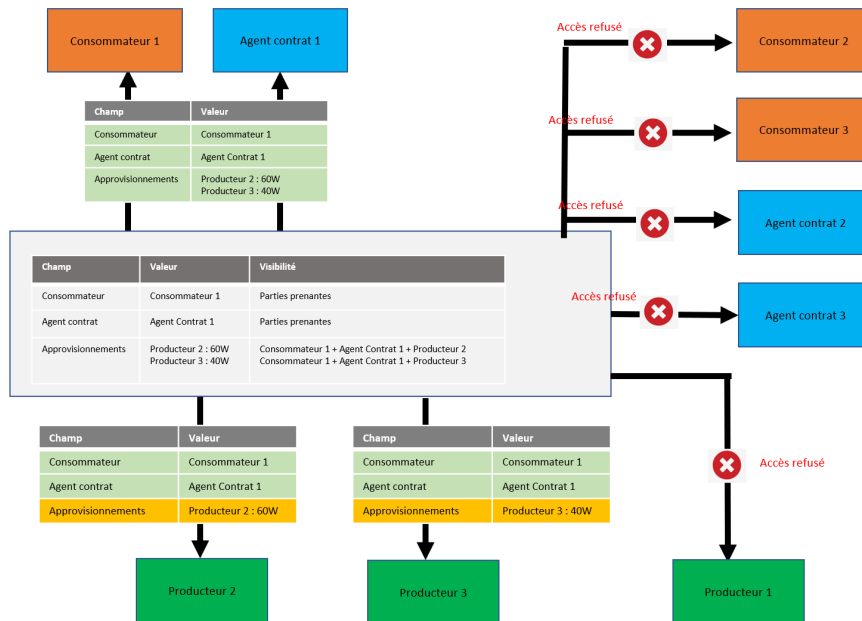 Consommateur 1
Agent contrat 1
Accès refusé
Consommateur 2
Accès refusé
Consommateur 3
Accès refusé
Agent contrat 2
Accès refusé
Agent contrat 3
Champ Valeur
Consommateur Consommateur 1
Agent contrat Agent Contrat 1
Approvisionnements Producteur 2 : 60W
Producteur 3 : 40W
Champ Valeur Visibilité
Consommateur Consommateur 1 Parties prenantes
Agent contrat Agent Contrat 1 Parties prenantes
Approvisionnements Producteur 2 : 60W Consommateur 1 + Agent Contrat 1 + Producteur 2
Producteur 3 : 40W Consommateur 1 + Agent Contrat 1 + Producteur 3
Champ Valeur
Consommateur Consommateur 1
Agent contrat Agent Contrat 1
Approvisionnements Producteur 2 : 60W
Champ Valeur
Consommateur Consommateur 1
Agent contrat Agent Contrat 1
Approvisionnements Producteur 3 : 40W
Accès refusé
Producteur 2
Producteur 3
Producteur 1